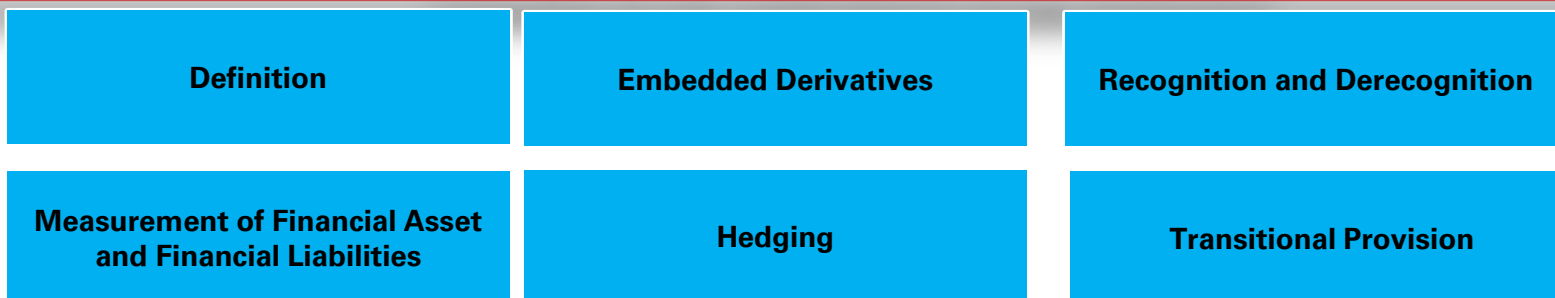 Definition
Embedded Derivatives
Recognition and Derecognition
Measurement of Financial Asset
and Financial Liabilities
Hedging
Transitional Provision